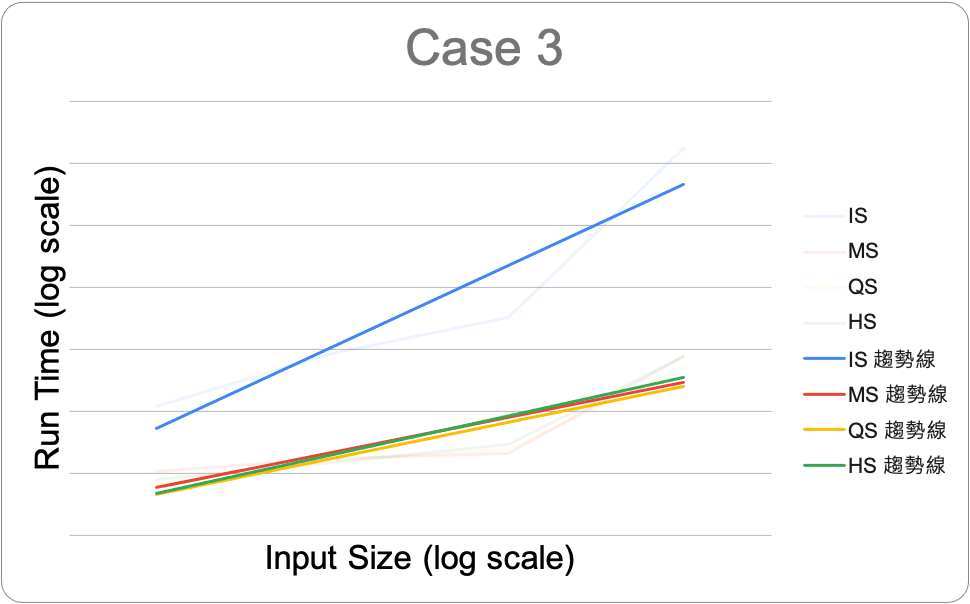 Case 3
Run Time (log scale)
Input Size (log scale)
IS
MS
QS
HS
IS 趨勢線
MS 趨勢線
QS 趨勢線
HS 趨勢線